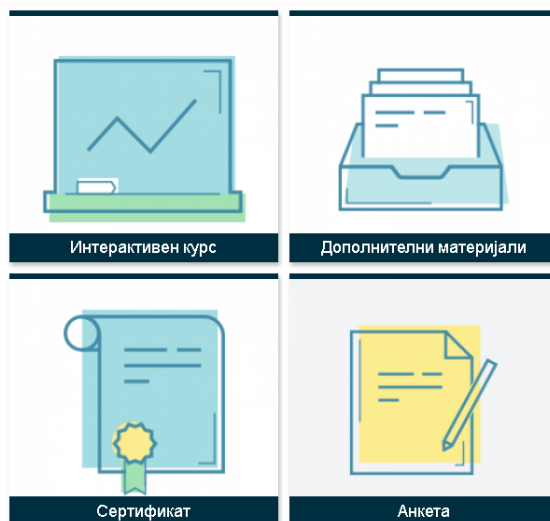 Интерактивен курс
Дополнителни материјали
Сертификат
Анкета